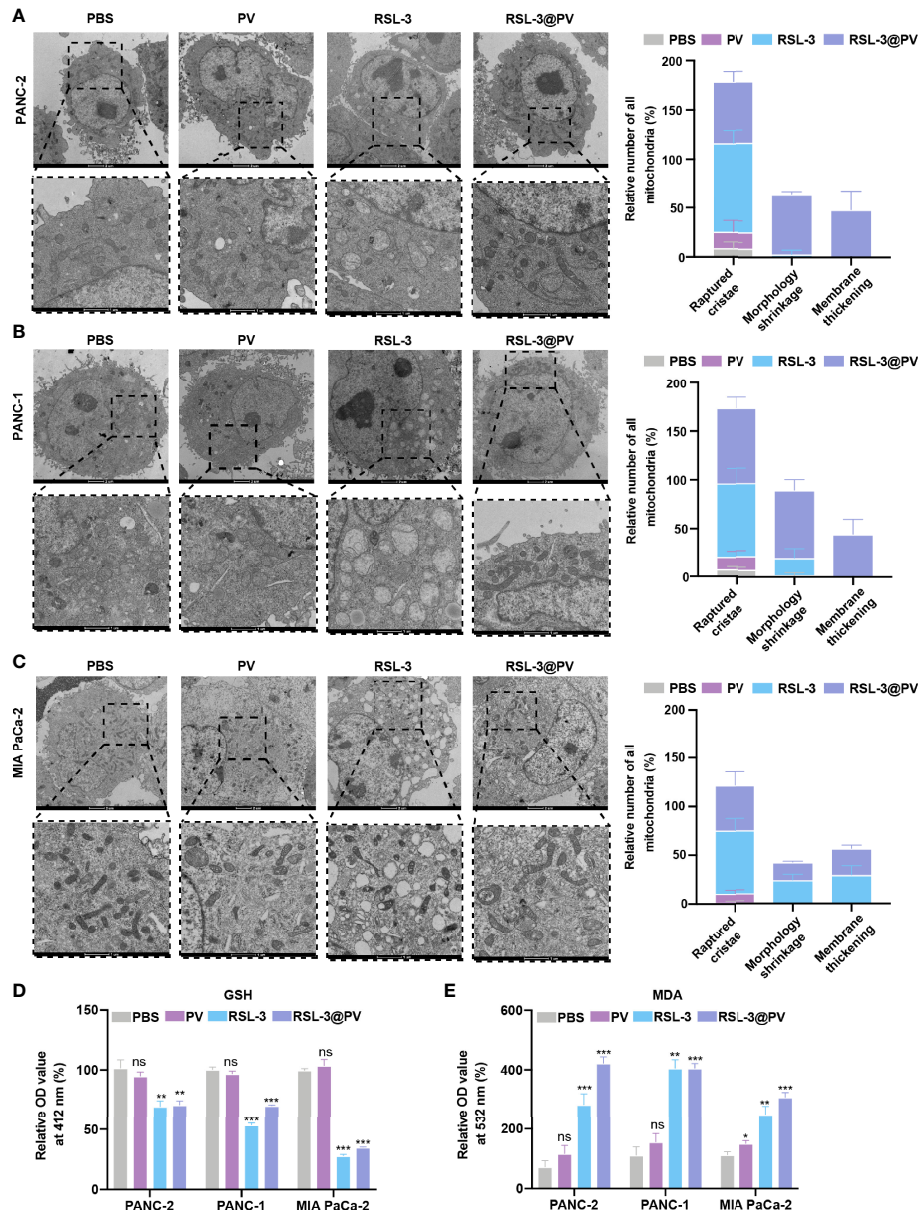 A
PBS PV RSL-3 RSL-3@PV
PANC-2
PBS PV RSL-3 RSL-3@PV
Relative number of all
mitochondria (%)
200
150
100
50
0
Raptured
cristae
Morphology
shrinkage
Membrane
thickening
B
PBS PV RSL-3 RSL-3@PV
PANC-1
PBS PV RSL-3 RSL-3@PV
Relative number of all
mitochondria (%)
200
150
100
50
0
Raptured
cristae
Morphology
shrinkage
Membrane
thickening
C
PBS PV RSL-3 RSL-3@PV
MIA PaCa-2
PBS PV RSL-3 RSL-3@PV
Relative number of all
mitochondria (%)
200
150
100
50
0
Raptured
cristae
Morphology
shrinkage
Membrane
thickening
D
GSH
PBS PV RSL-3 RSL-3@PV
Relative OD value
at 412 nm (%)
150
100
50
0
ns ** **
ns *** ***
ns *** ***
PANC-2 PANC-1 MIA PaCa-2
E
MDA
PBS PV RSL-3 RSL-3@PV
Relative OD value
at 532 nm (%)
600
400
200
0
ns *** ***
ns ** ***
* ** ***
PANC-2 PANC-1 MIA PaCa-2